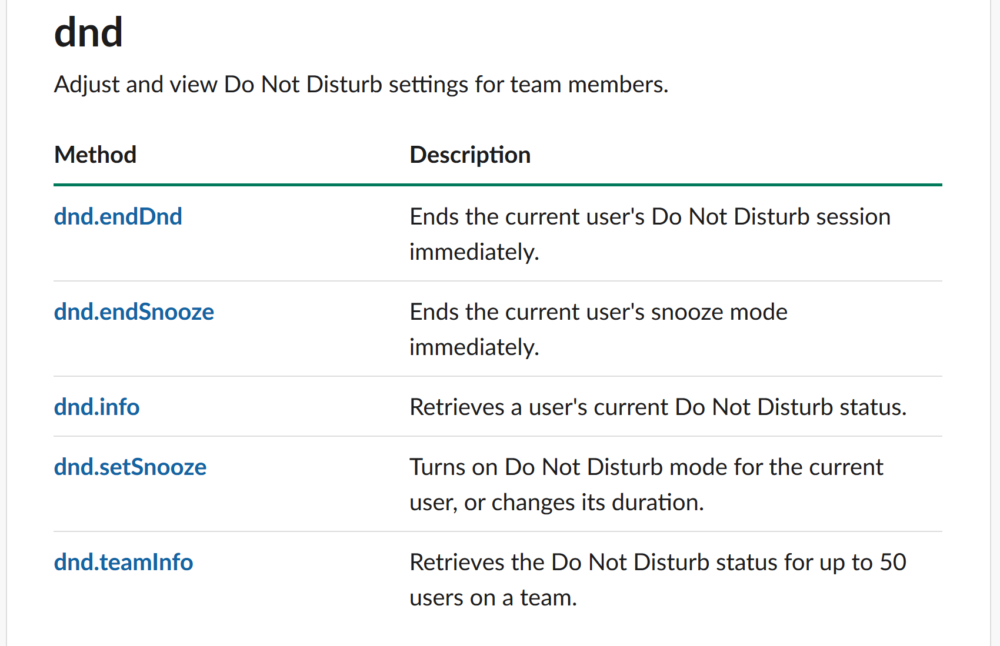 dnd
Adjust and view Do Not Disturb settings for team members.
Method Description
dnd.endDnd Ends the current user's Do Not Disturb session
immediately.
dnd.endSnooze Ends the current user's snooze mode
immediately.
dnd.info Retrieves a user's current Do Not Disturb status.
dnd.setSnooze Turns on Do Not Disturb mode for the current
user, or changes its duration.
dnd.teamInfo Retrieves the Do Not Disturb status for up to 50
users on a team.